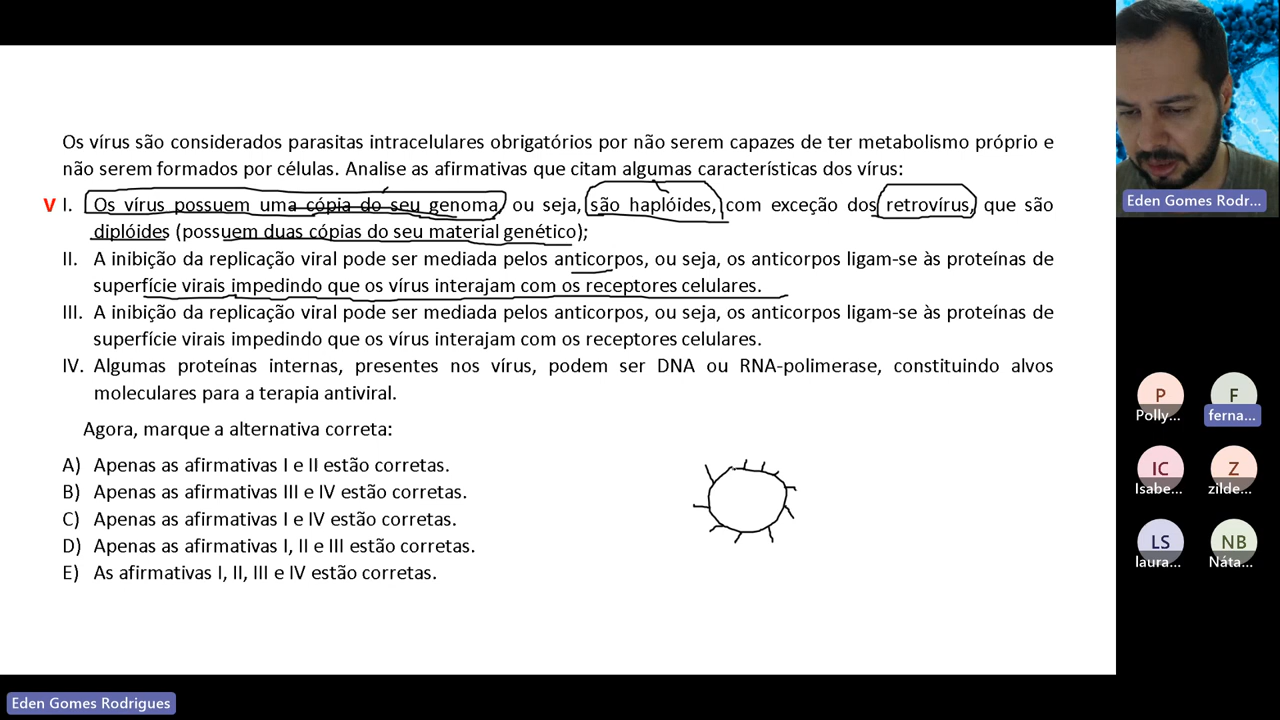 Os vírus são considerados parasitas intracelulares obrigatórios por não serem capazes de ter metabolismo próprio e
não serem formados por células. Analise as afirmativas que citam algumas características dos vírus:
V I. Os vírus possuem uma cópia do seu genoma, ou seja, são haplóides, com exceção dos retrovírus, que são
diplóides (possuem duas cópias do seu material genético);
II. A inibição da replicação viral pode ser mediada pelos anticorpos, ou seja, os anticorpos ligam-se às proteínas de
superfície virais impedindo que os vírus interajam com os receptores celulares.
III. A inibição da replicação viral pode ser mediada pelos anticorpos, ou seja, os anticorpos ligam-se às proteínas de
superfície virais impedindo que os vírus interajam com os receptores celulares.
IV. Algumas proteínas internas, presentes nos vírus, podem ser DNA ou RNA-polimerase, constituindo alvos
moleculares para a terapia antiviral.
Agora, marque a alternativa correta:
A) Apenas as afirmativas I e II estão corretas.
B) Apenas as afirmativas III e IV estão corretas.
C) Apenas as afirmativas I e IV estão corretas.
D) Apenas as afirmativas I, II e III estão corretas.
E) As afirmativas I, II, III e IV estão corretas.
Eden Gomes Rodr...
P F
Polly... ferna...
IC Z
Isabe... zilde...
LS NB
laura... Náta...
Eden Gomes Rodrigues